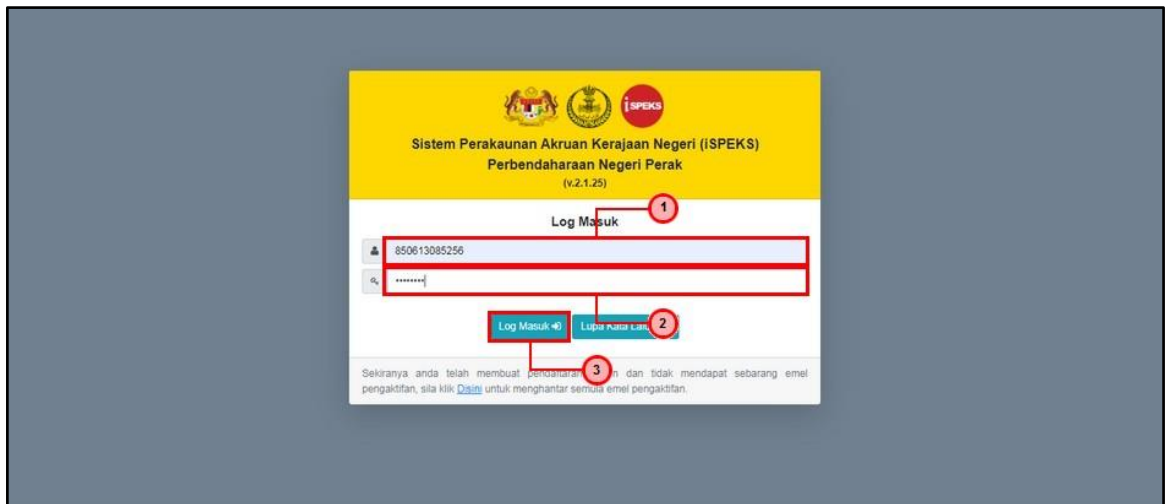 iSPEKS
Sistem Perakaunan Akruan Kerajaan Negeri (iSPEKS)
Perbendaharaan Negeri Perak
(v.2.1.25)
1
Log Masuk
850613085256
••••••••
Log Masuk
Lupa Kata
2
3
Sekiranya anda telah membuat dan tidak mendapat sebarang emel
pengaktifan, sila klik Disini untuk menghantar semula emel pengaktifan.